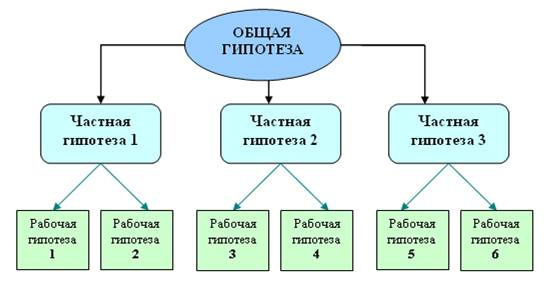 ОБЩАЯ
ГИПОТЕЗА
Частная
гипотеза 1
Частная
гипотеза 2
Частная
гипотеза 3
Рабочая
гипотеза
1
Рабочая
гипотеза
2
Рабочая
гипотеза
3
Рабочая
гипотеза
4
Рабочая
гипотеза
5
Рабочая
гипотеза
6